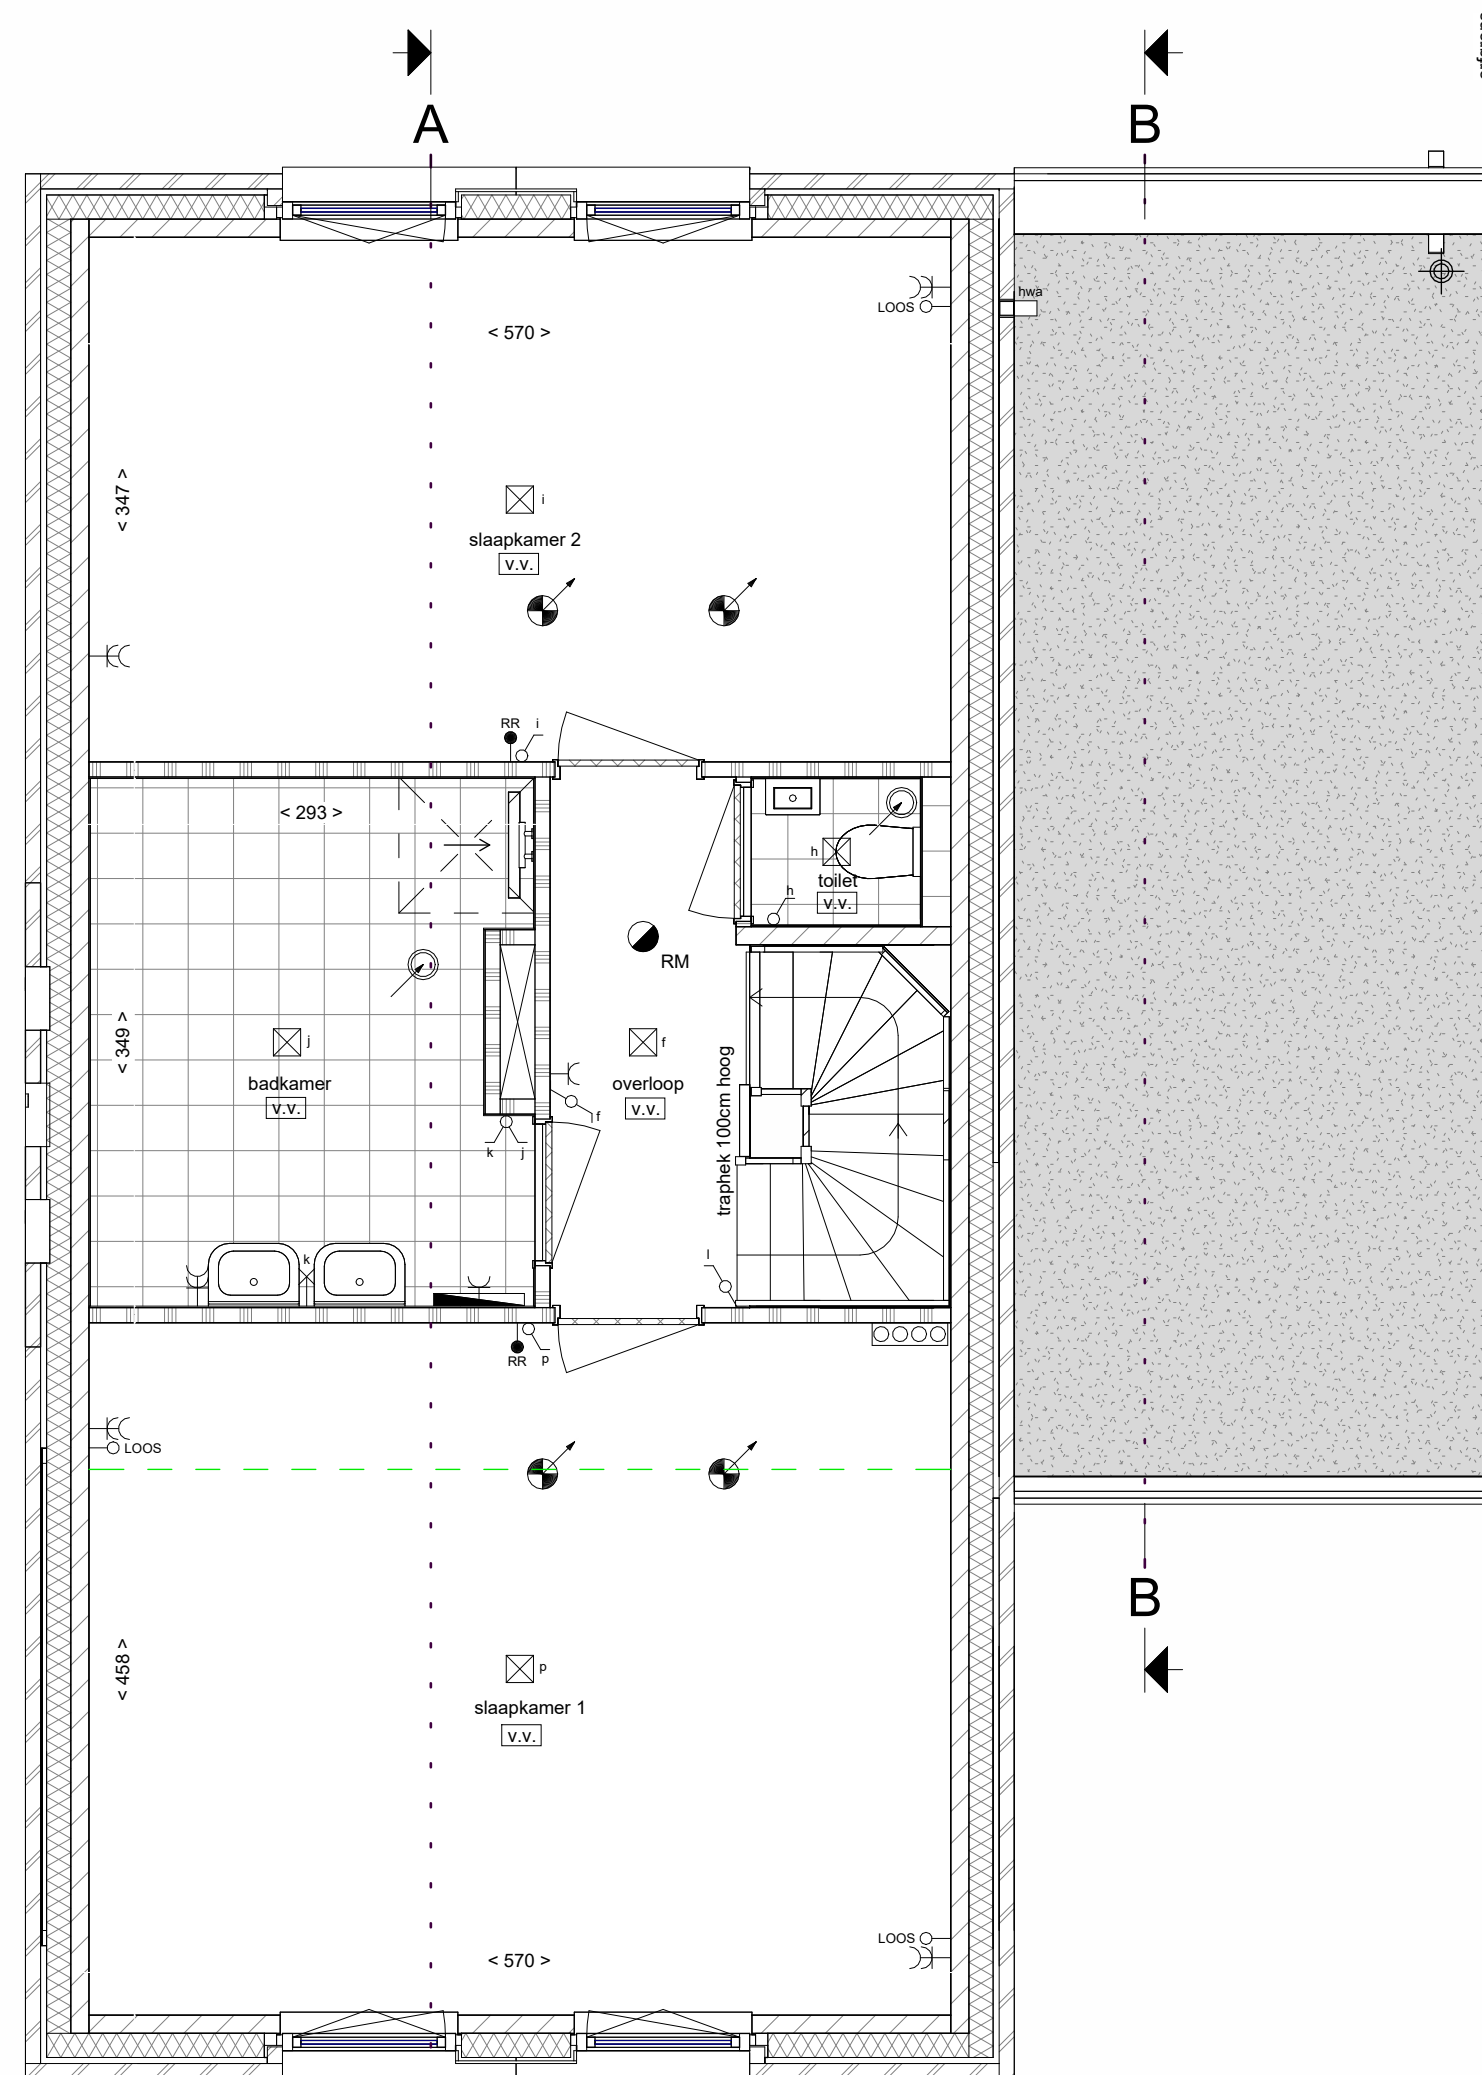 A
B
hwa
LOOS
< 570 >
< 347 >
i
slaapkamer 2
v.v.
RR
i
< 293 >
h
toilet
v.v.
h
RM
< 349 >
j
badkamer
v.v.
f
overloop
v.v.
traphek 100cm hoog
f
k
j
k
l
RR
p
LOOS
B
< 458 >
p
slaapkamer 1
v.v.
LOOS
< 570 >